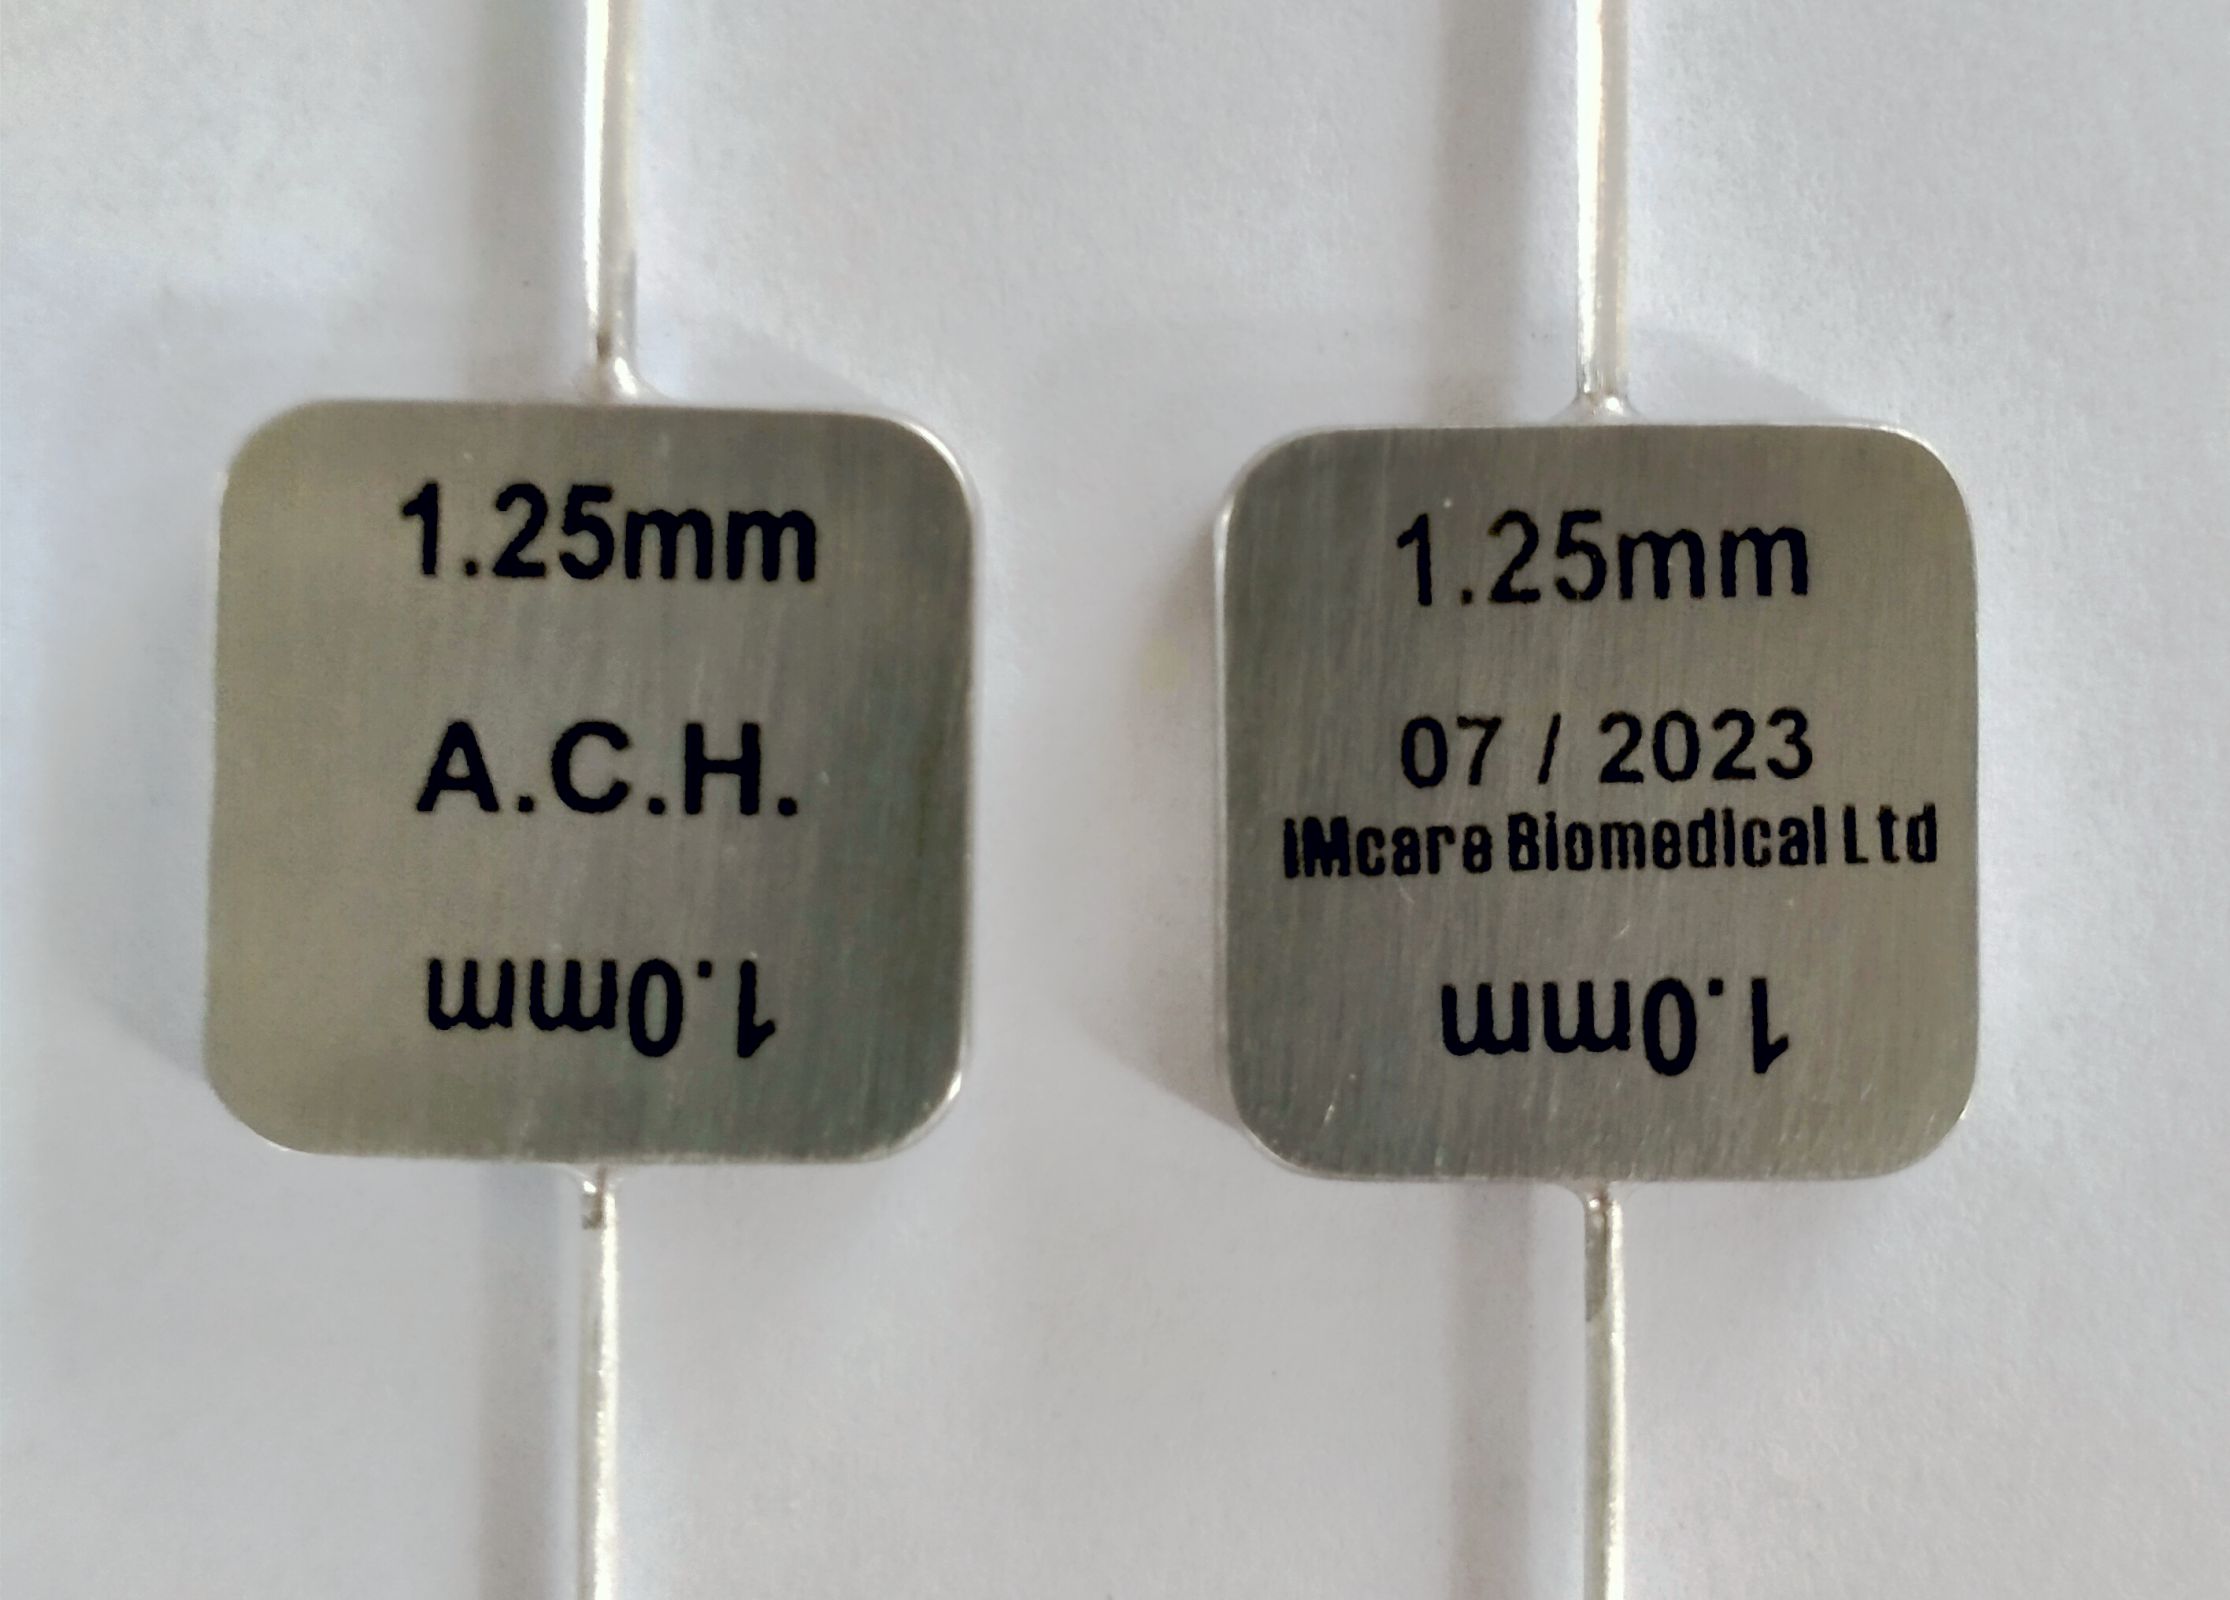 1.25mm
A.C.H.
1.0mm
1.25mm
07 / 2023
IMcare Biomedical Ltd
1.0mm